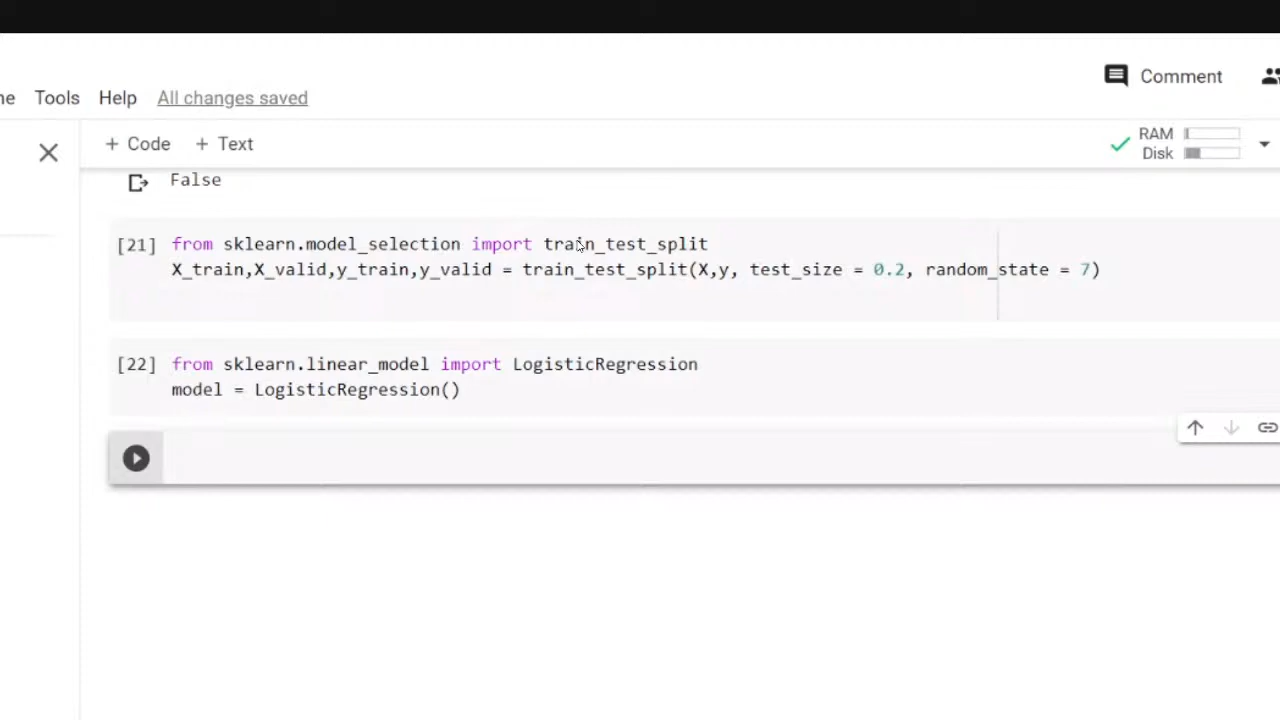 Comment
ne Tools Help All changes saved
+ Code + Text
RAM
Disk
False
[21] from sklearn.model_selection import train_test_split
X_train,X_valid,y_train,y_valid = train_test_split(X,y, test_size = 0.2, random_state = 7)
[22] from sklearn.linear_model import LogisticRegression
model = LogisticRegression()